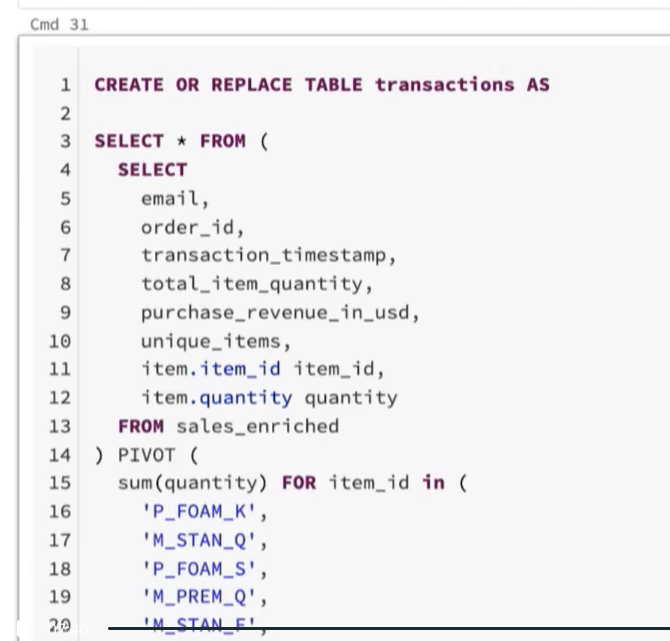 Cmd 31
1 CREATE OR REPLACE TABLE transactions AS
2
3 SELECT * FROM (
4 SELECT
5 email,
6 order_id,
7 transaction_timestamp,
8 total_item_quantity,
9 purchase_revenue_in_usd,
10 unique_items,
11 item.item_id item_id,
12 item.quantity quantity
13 FROM sales_enriched
14 ) PIVOT (
15 sum(quantity) FOR item_id in (
16 'P_FOAM_K',
17 'M_STAN_Q',
18 'P_FOAM_S',
19 'M_PREM_Q',
20 'M_STAN_F',